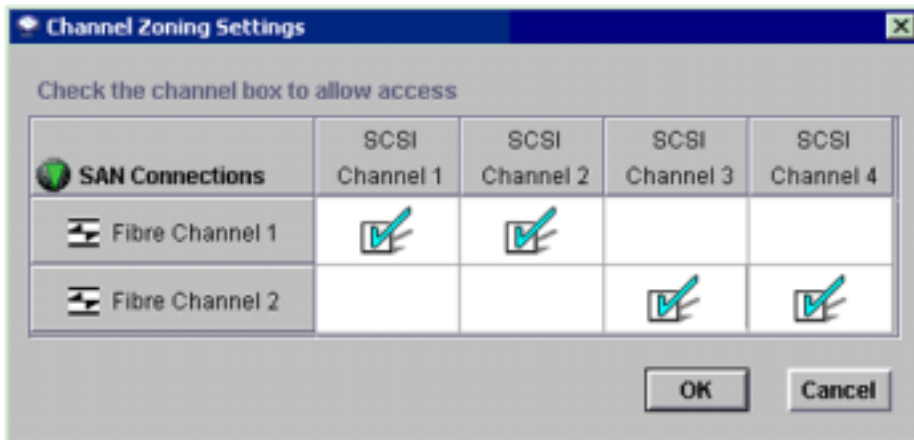 Channel Zoning Settings
Check the channel box to allow access
SAN Connections
SCSI Channel 1
SCSI Channel 2
SCSI Channel 3
SCSI Channel 4
Fibre Channel 1
Fibre Channel 2
OK
Cancel